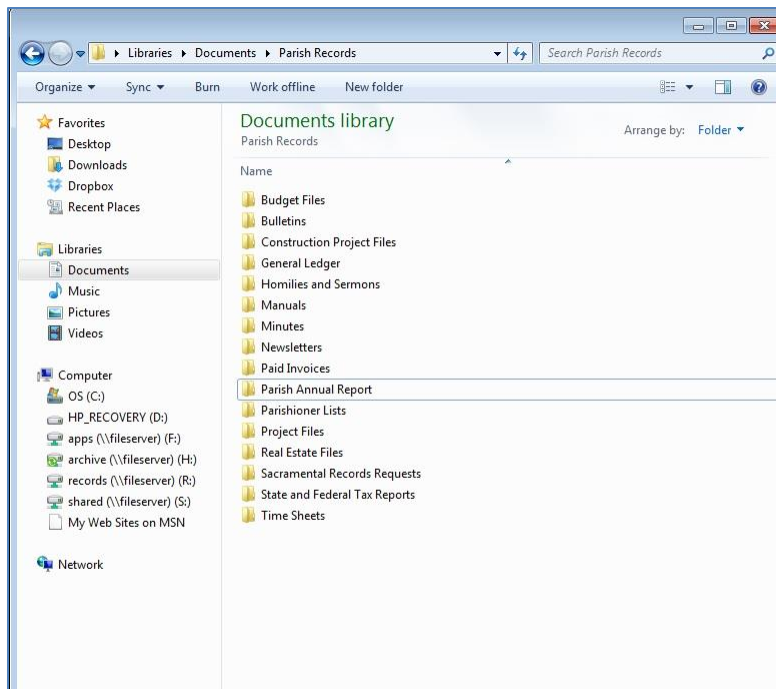 Libraries Documents Parish Records
Search Parish Records
Organize Sync Burn Work offline New folder
Favorites
Desktop
Downloads
Dropbox
Recent Places
Libraries
Documents
Music
Pictures
Videos
Computer
OS (C:)
HP_RECOVERY (D:)
apps (\\fileserver) (F:)
archive (\\fileserver) (H:)
records (\\fileserver) (R:)
shared (\\fileserver) (S:)
My Web Sites on MSN
Network
Documents library
Parish Records
Arrange by: Folder
Name
Budget Files
Bulletins
Construction Project Files
General Ledger
Homilies and Sermons
Manuals
Minutes
Newsletters
Paid Invoices
Parish Annual Report
Parishioner Lists
Project Files
Real Estate Files
Sacramental Records Requests
State and Federal Tax Reports
Time Sheets